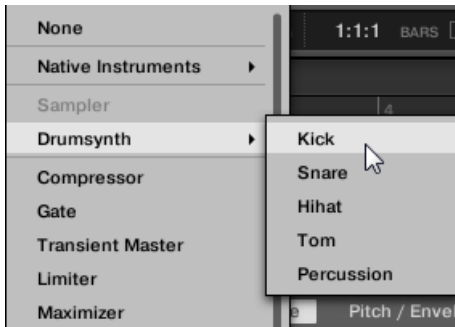 None
1:1:1 BARS
Native Instruments
Sampler
4
Drumsynth
Kick
Compressor
Snare
Gate
Hihat
Transient Master
Tom
Limiter
Percussion
Maximizer
e Pitch / Envel